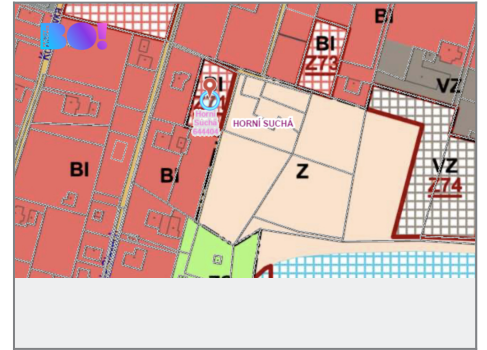 BO!
BI
BI
Z73
VZ
BI
Horní
Suchá
644404
HORNÍ SUCHÁ
BI
BI
Z
VZ
Z74